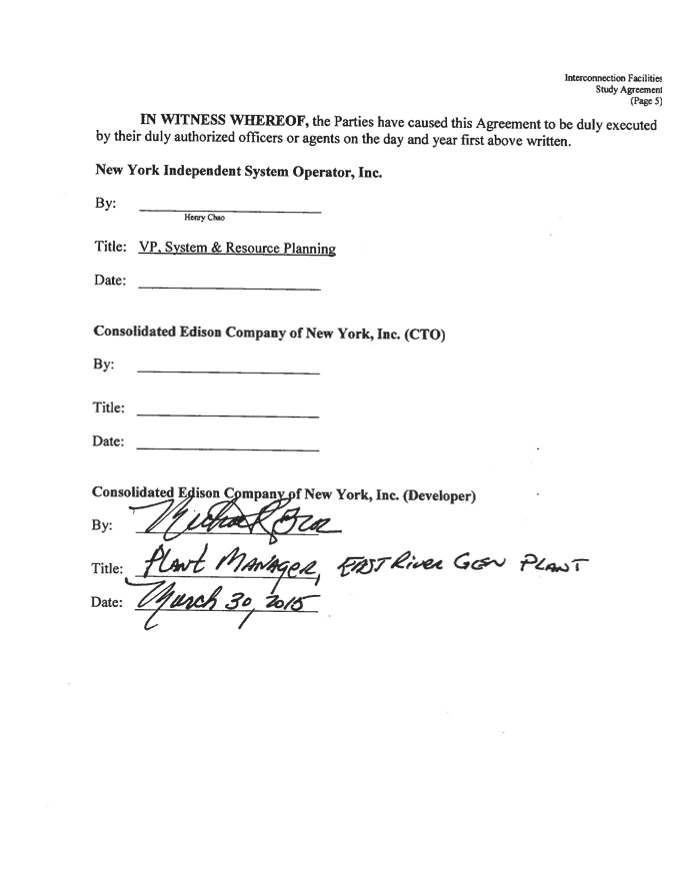 Interconnection Facilities
Study Agreement
(Page 5)
IN WITNESS WHEREOF, the Parties have caused this Agreement to be duly executed
by their duly authorized officers or agents on the day and year first above written.
New York Independent System Operator, Inc.
By:
Henry Chao
Title: VP, System & Resource Planning
Date:
Consolidated Edison Company of New York, Inc. (CTO)
By:
Title:
Date:
Consolidated Edison Company of New York, Inc. (Developer)
By:
Title: PLANT MANAGER, EAST RIVER GEN PLANT
Date: March 30, 2015